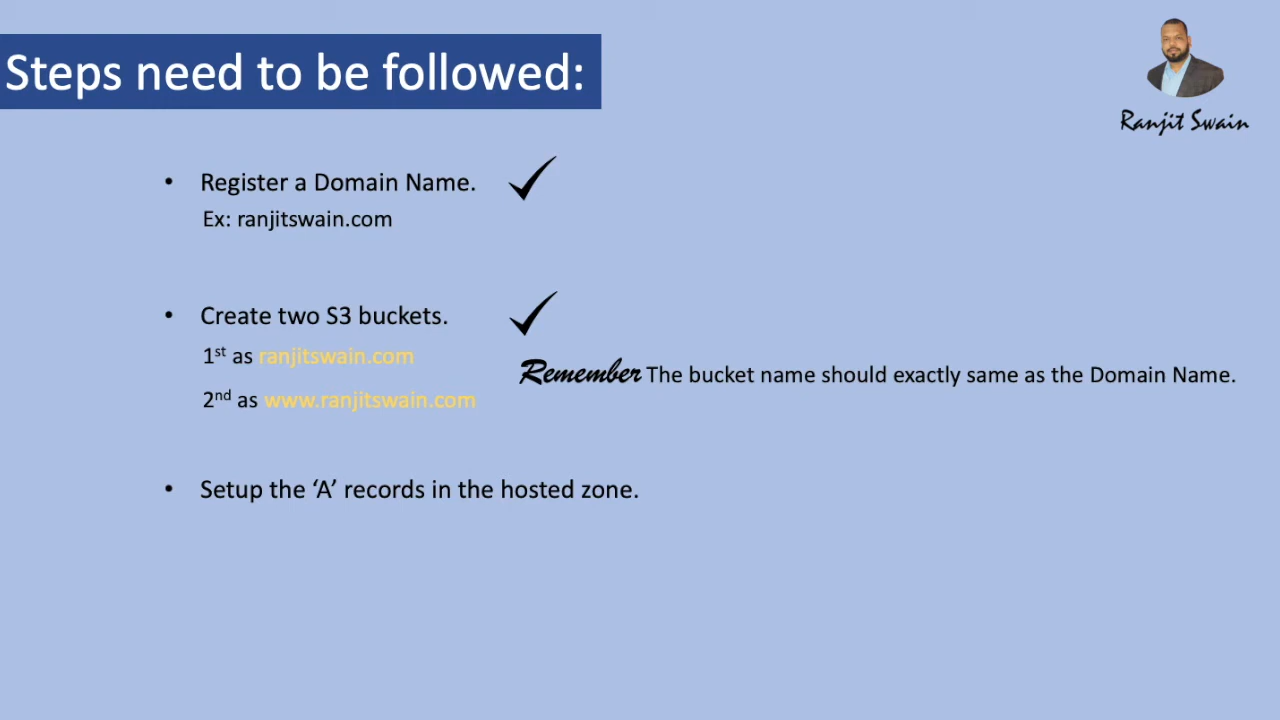 Steps need to be followed:
Ranjit Swain
• Register a Domain Name.
Ex: ranjitswain.com
• Create two S3 buckets.
1st as ranjitswain.com
Remember The bucket name should exactly same as the Domain Name.
2nd as www.ranjitswain.com
• Setup the ‘A’ records in the hosted zone.